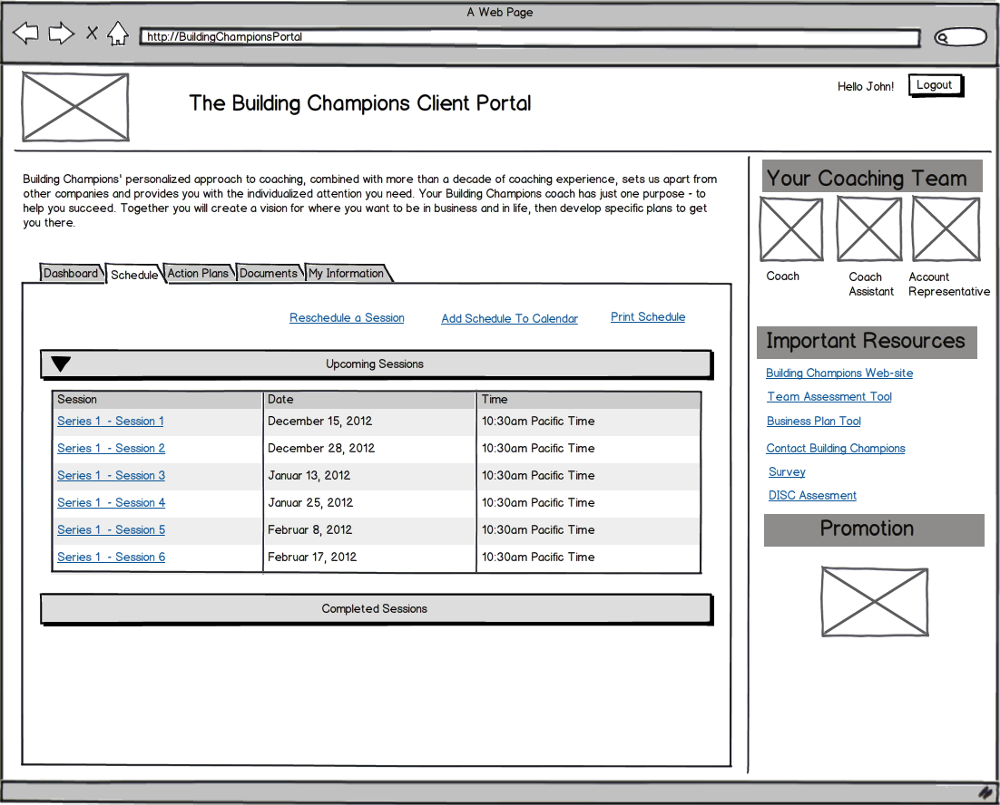 A Web Page
http://BuildingChampionsPortal
The Building Champions Client Portal
Hello John!
Logout
Building Champions' personalized approach to coaching, combined with more than a decade of coaching experience, sets us apart from
other companies and provides you with the individualized attention you need. Your Building Champions coach has just one purpose - to
help you succeed. Together you will create a vision for where you want to be in business and in life, then develop specific plans to get
you there.
Dashboard Schedule Action Plans Documents My Information
Reschedule a Session Add Schedule To Calendar Print Schedule
Upcoming Sessions
Session Date Time
Series 1 - Session 1 December 15, 2012 10:30am Pacific Time
Series 1 - Session 2 December 28, 2012 10:30am Pacific Time
Series 1 - Session 3 Januar 13, 2012 10:30am Pacific Time
Series 1 - Session 4 Januar 25, 2012 10:30am Pacific Time
Series 1 - Session 5 Februar 8, 2012 10:30am Pacific Time
Series 1 - Session 6 Februar 17, 2012 10:30am Pacific Time
Completed Sessions
Your Coaching Team
Coach
Coach
Assistant
Account
Representative
Important Resources
Building Champions Web-site
Team Assessment Tool
Business Plan Tool
Contact Building Champions
Survey
DISC Assesment
Promotion